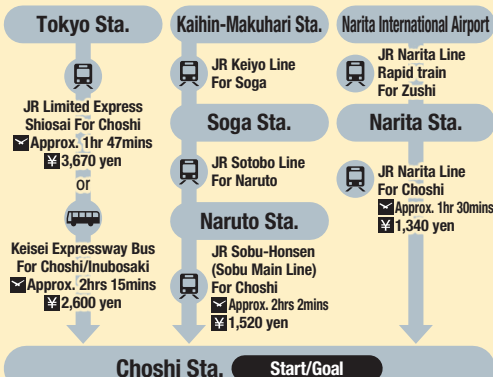 Tokyo Sta.
JR Limited Express
Shiosai For Choshi
Approx. 1hr 47mins
¥3,670 yen
or
Keisei Expressway Bus
For Choshi/Inubosaki
Approx. 2hrs 15mins
¥2,600 yen
Kaihin-Makuhari Sta.
JR Keiyo Line
For Soga
Soga Sta.
JR Sotobo Line
For Naruto
Naruto Sta.
JR Sobu-Honsen
(Sobu Main Line)
For Choshi
Approx. 2hrs 2mins
¥1,520 yen
Narita International Airport
JR Narita Line
Rapid train
For Zushi
Narita Sta.
JR Narita Line
For Choshi
Approx. 1hr 30mins
¥1,340 yen
Choshi Sta. Start/Goal